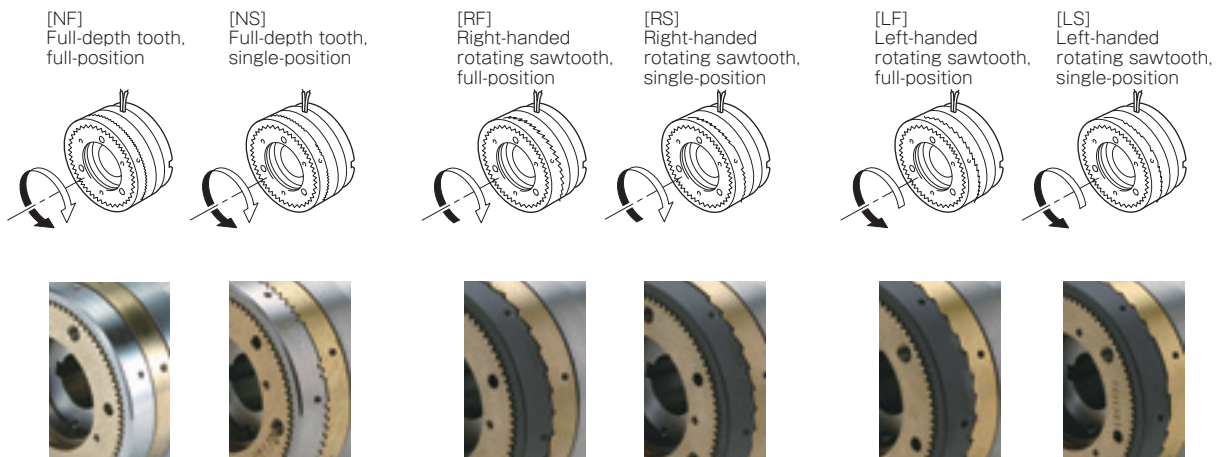 [NF]
Full-depth tooth,
full-position
[NS]
Full-depth tooth,
single-position
[RF]
Right-handed
rotating sawtooth,
full-position
[RS]
Right-handed
rotating sawtooth,
single-position
[LF]
Left-handed
rotating sawtooth,
full-position
[LS]
Left-handed
rotating sawtooth,
single-position